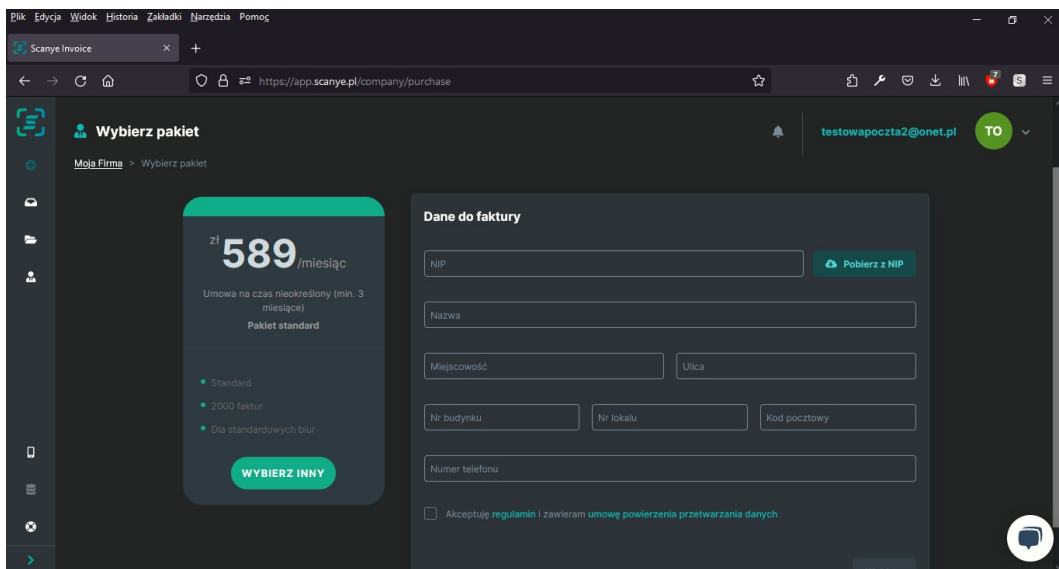 Plik Edycja Widok Historia Zakładki Narzędzia Pomoc
Scanye Invoice
https://app.scanye.pl/company/purchase
7
S
Wybierz pakiet
testowapoczta2@onet.pl
TO
Moja Firma > Wybierz pakiet
zł 589 /miesiąc
Umowa na czas nieokreślony (min. 3
miesiące)
Pakiet standard
Standard
2000 faktur
Dla standardowych biur
WYBIERZ INNY
Dane do faktury
NIP
Pobierz z NIP
Nazwa
Miejscowość
Ulica
Nr budynku
Nr lokalu
Kod pocztowy
Numer telefonu
Akceptuję regulamin i zawieram umowę powierzenia przetwarzania danych